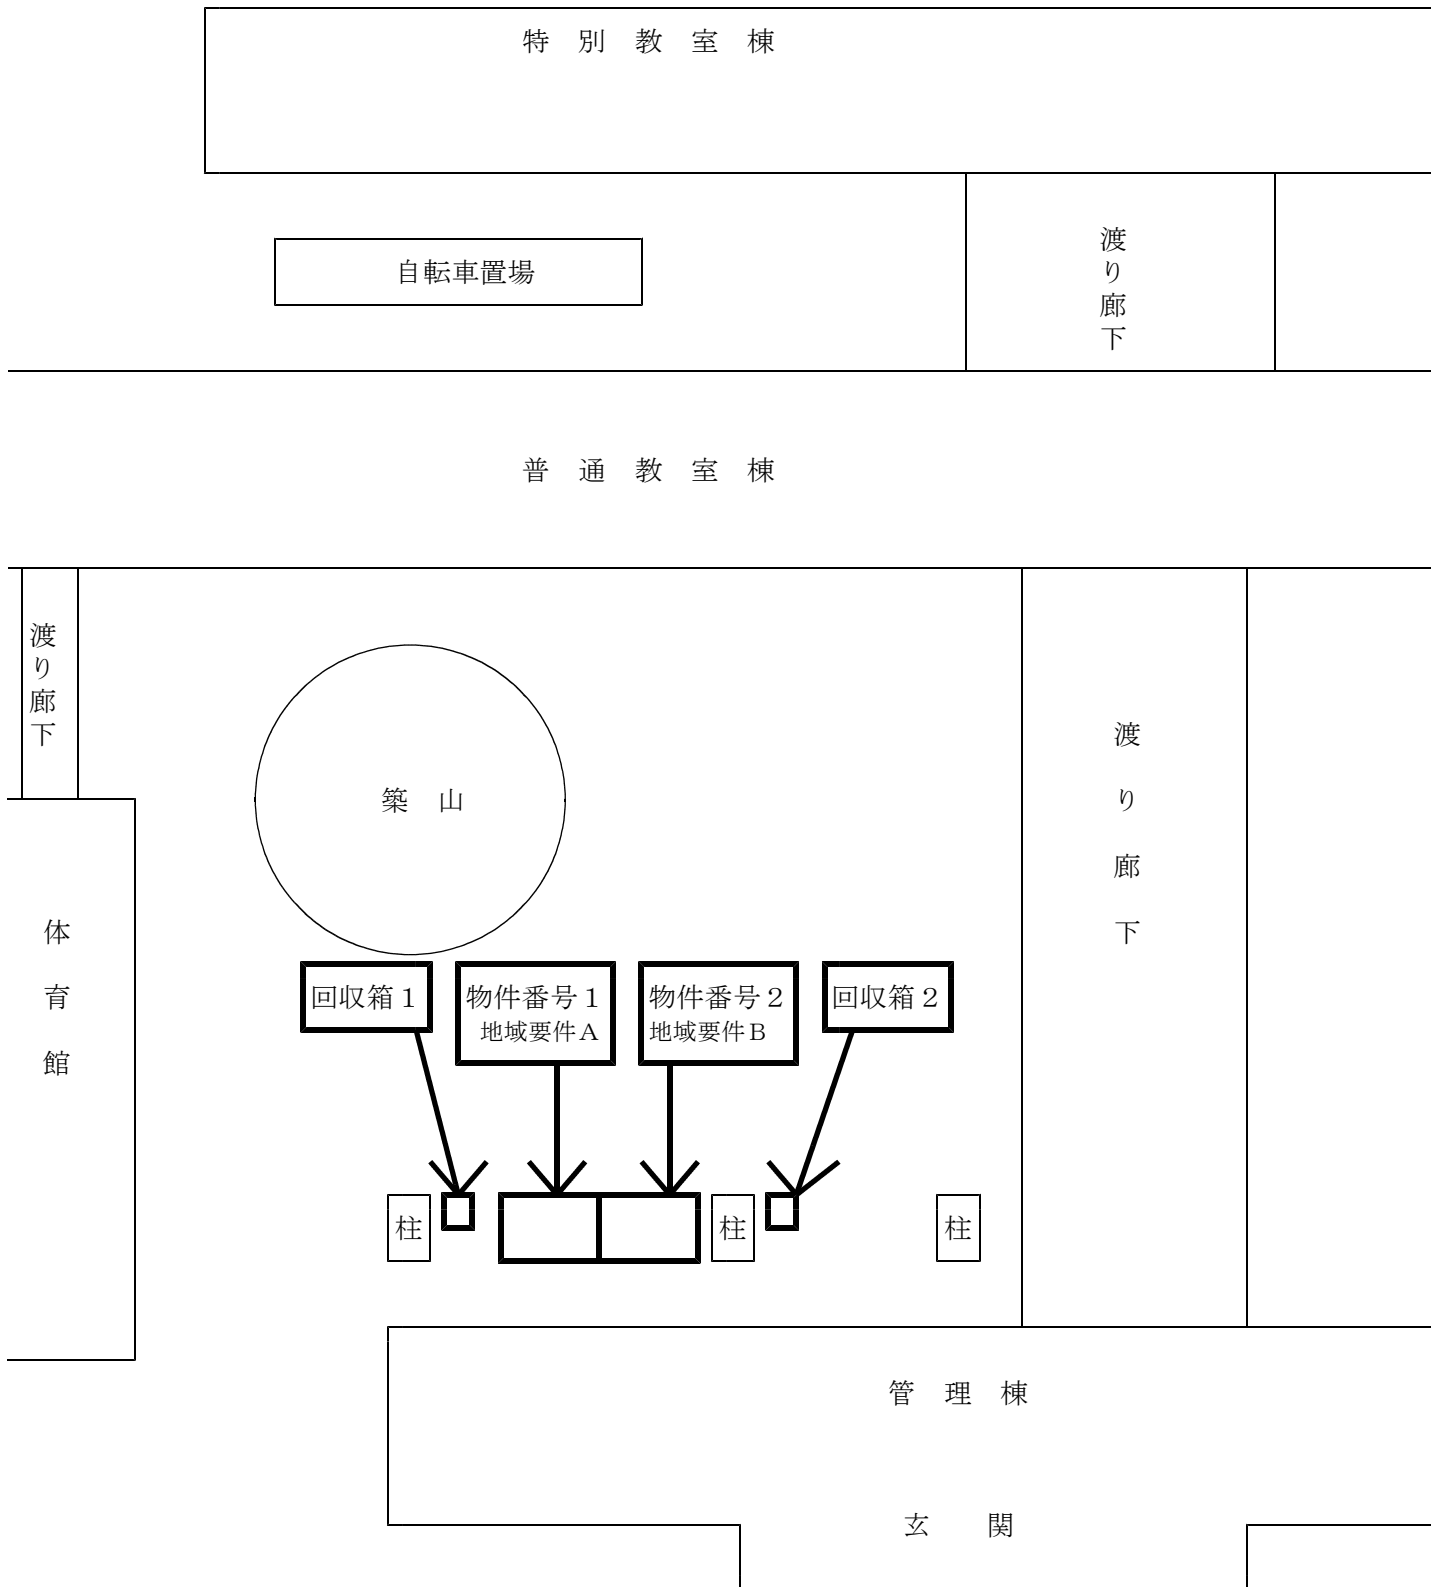 特　別　教　室　棟
自転車置場
渡り廊下
普　通　教　室　棟
渡り廊下
渡り廊下
築　山
体育館
回収箱１
物件番号１
地域要件Ａ
物件番号２
地域要件Ｂ
回収箱２
柱
柱
柱
管　理　棟
玄　　関